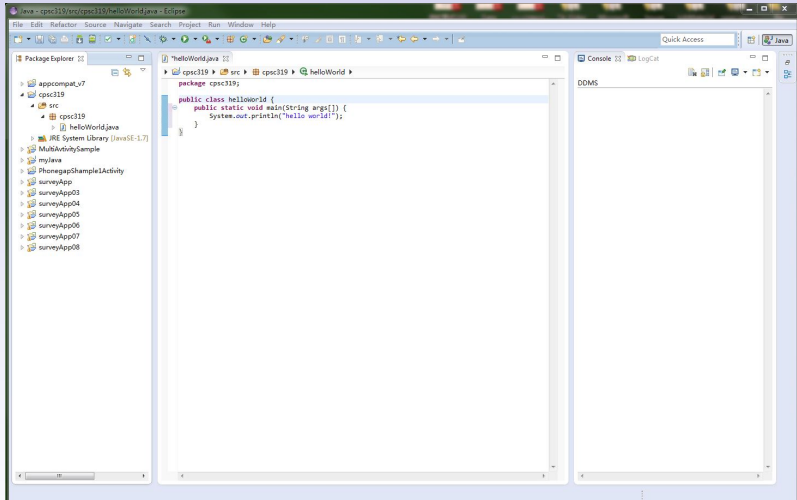 Java - cpsc319/src/cpsc319/helloWorld.java - Eclipse
File Edit Refactor Source Navigate Search Project Run Window Help
Quick Access
Java
Package Explorer
*helloWorld.java
Console
LogCat
cpsc319 src cpsc319 helloWorld
DDMS
appcompat_v7
cpsc319
src
cpsc319
helloWorld.java
JRE System Library [JavaSE-1.7]
MultiAvtivitySample
myJava
PhonegapShample1Activity
surveyApp
surveyApp03
surveyApp04
surveyApp05
surveyApp06
surveyApp07
surveyApp08
package cpsc319;
public class helloWorld {
public static void main(String args[]) {
System.out.println("hello world!");
}
}